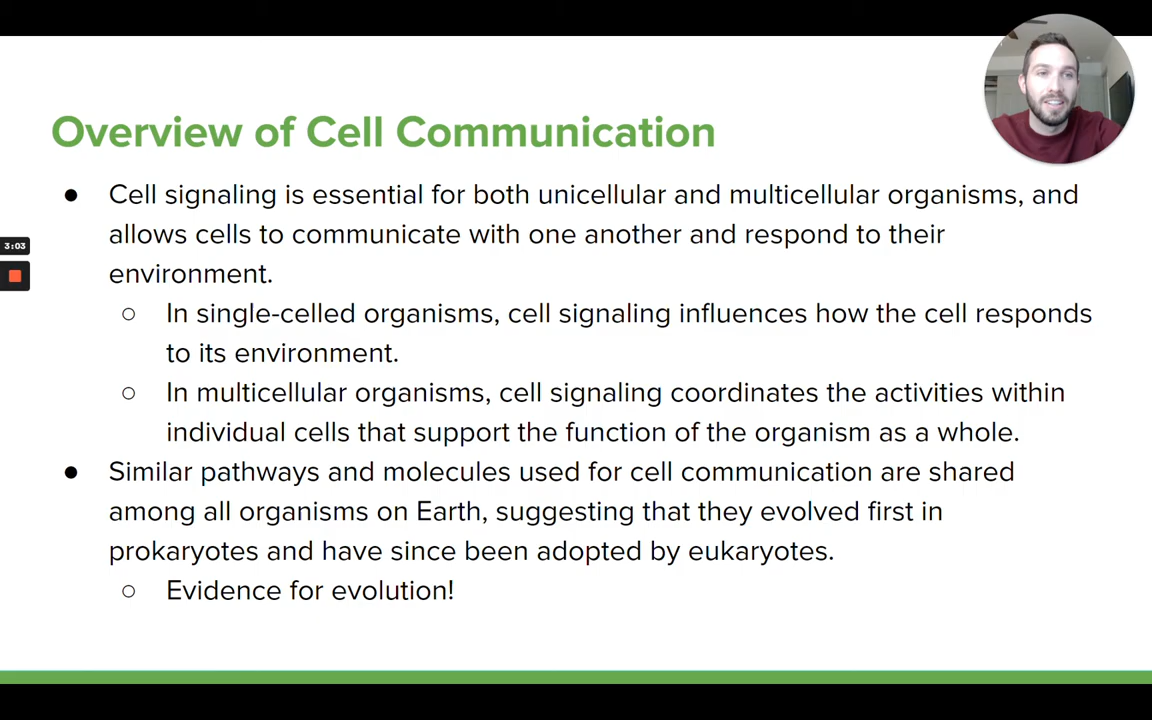 Overview of Cell Communication
● Cell signaling is essential for both unicellular and multicellular organisms, and
allows cells to communicate with one another and respond to their
environment.
○ In single-celled organisms, cell signaling influences how the cell responds
to its environment.
○ In multicellular organisms, cell signaling coordinates the activities within
individual cells that support the function of the organism as a whole.
● Similar pathways and molecules used for cell communication are shared
among all organisms on Earth, suggesting that they evolved first in
prokaryotes and have since been adopted by eukaryotes.
○ Evidence for evolution!
3:03